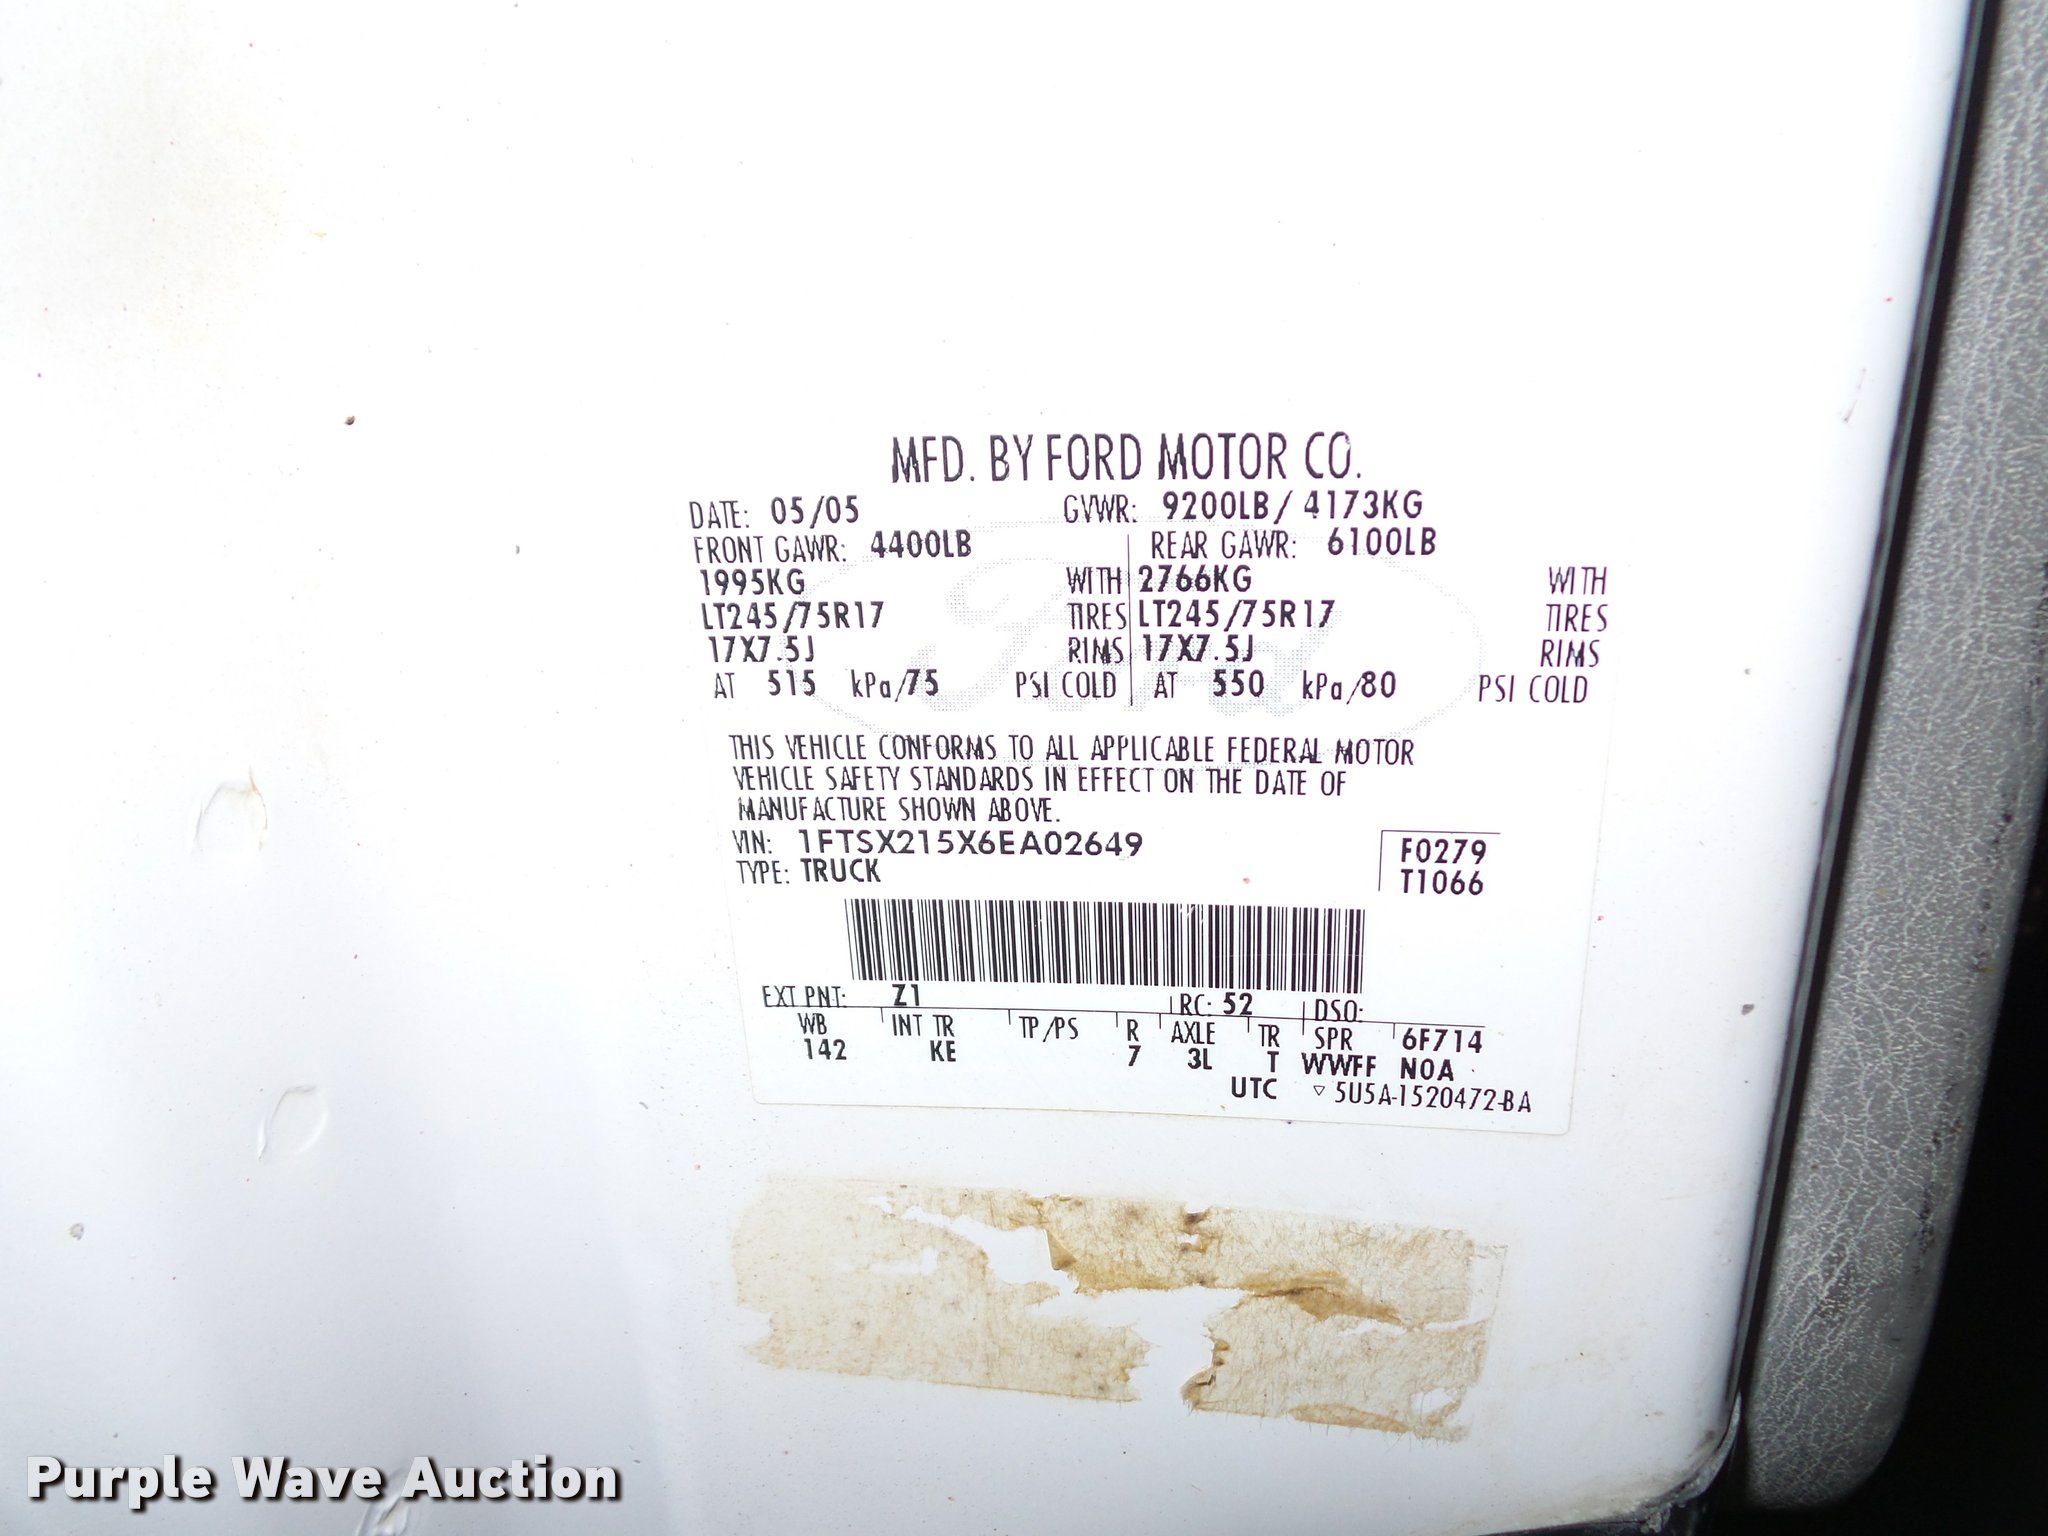 MFD. BY FORD MOTOR CO.
DATE: 05/05 GVWR: 9200LB/ 4173KG
FRONT GAWR: 4400LB REAR GAWR: 6100LB
1995KG WITH 2766KG WITH
LT245/75R17 TIRES LT245/75R17 TIRES
17X7.5J RIMS 17X7.5J RIMS
AT 515 kPa/75 PSI COLD AT 550 kPa/80 PSI COLD
Ford
THIS VEHICLE CONFORMS TO ALL APPLICABLE FEDERAL MOTOR
VEHICLE SAFETY STANDARDS IN EFFECT ON THE DATE OF
MANUFACTURE SHOWN ABOVE.
VIN: 1FTSX215X6EA02649 F0279
TYPE: TRUCK T1066
EXT PNT: Z1 RC: 52 DSO:
WB INT TR TP/PS R AXLE TR SPR 6F714
142 KE 7 3L T WWFF NOA
UTC ▽ 5U5A-1520472-BA
Purple Wave Auction